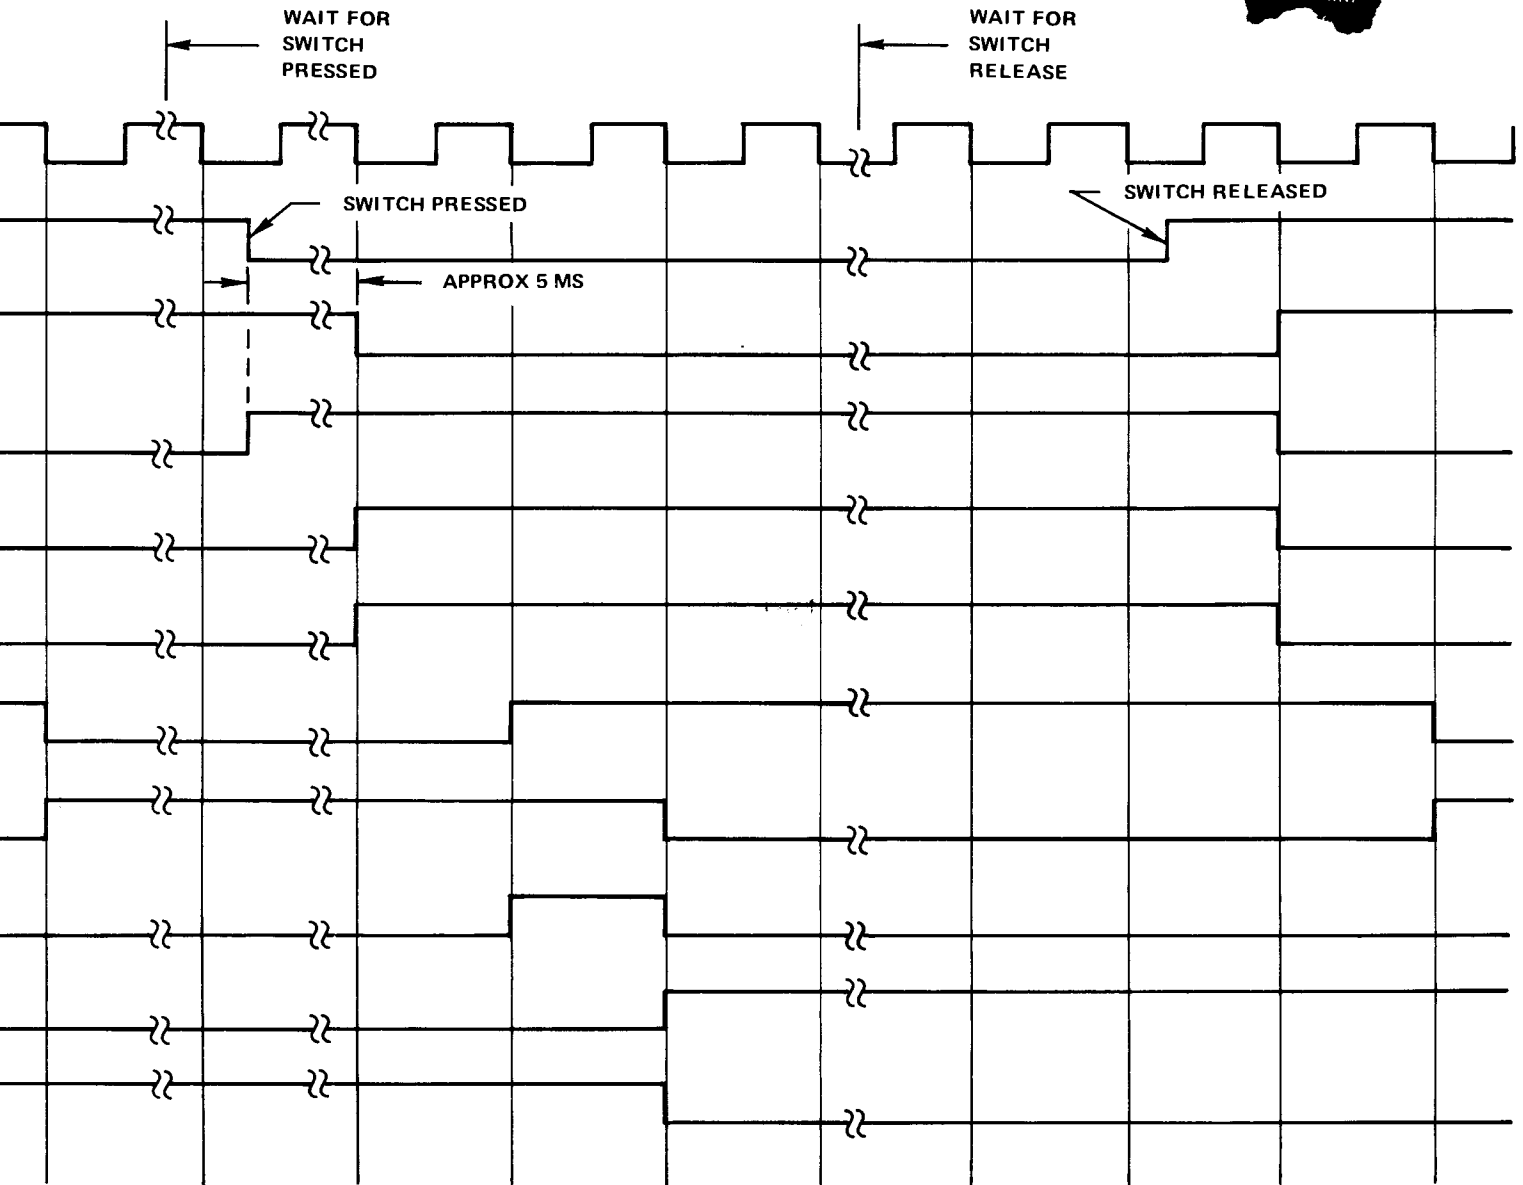 WAIT FOR
SWITCH
PRESSED
WAIT FOR
SWITCH
RELEASE
SWITCH PRESSED
SWITCH RELEASED
APPROX 5 MS